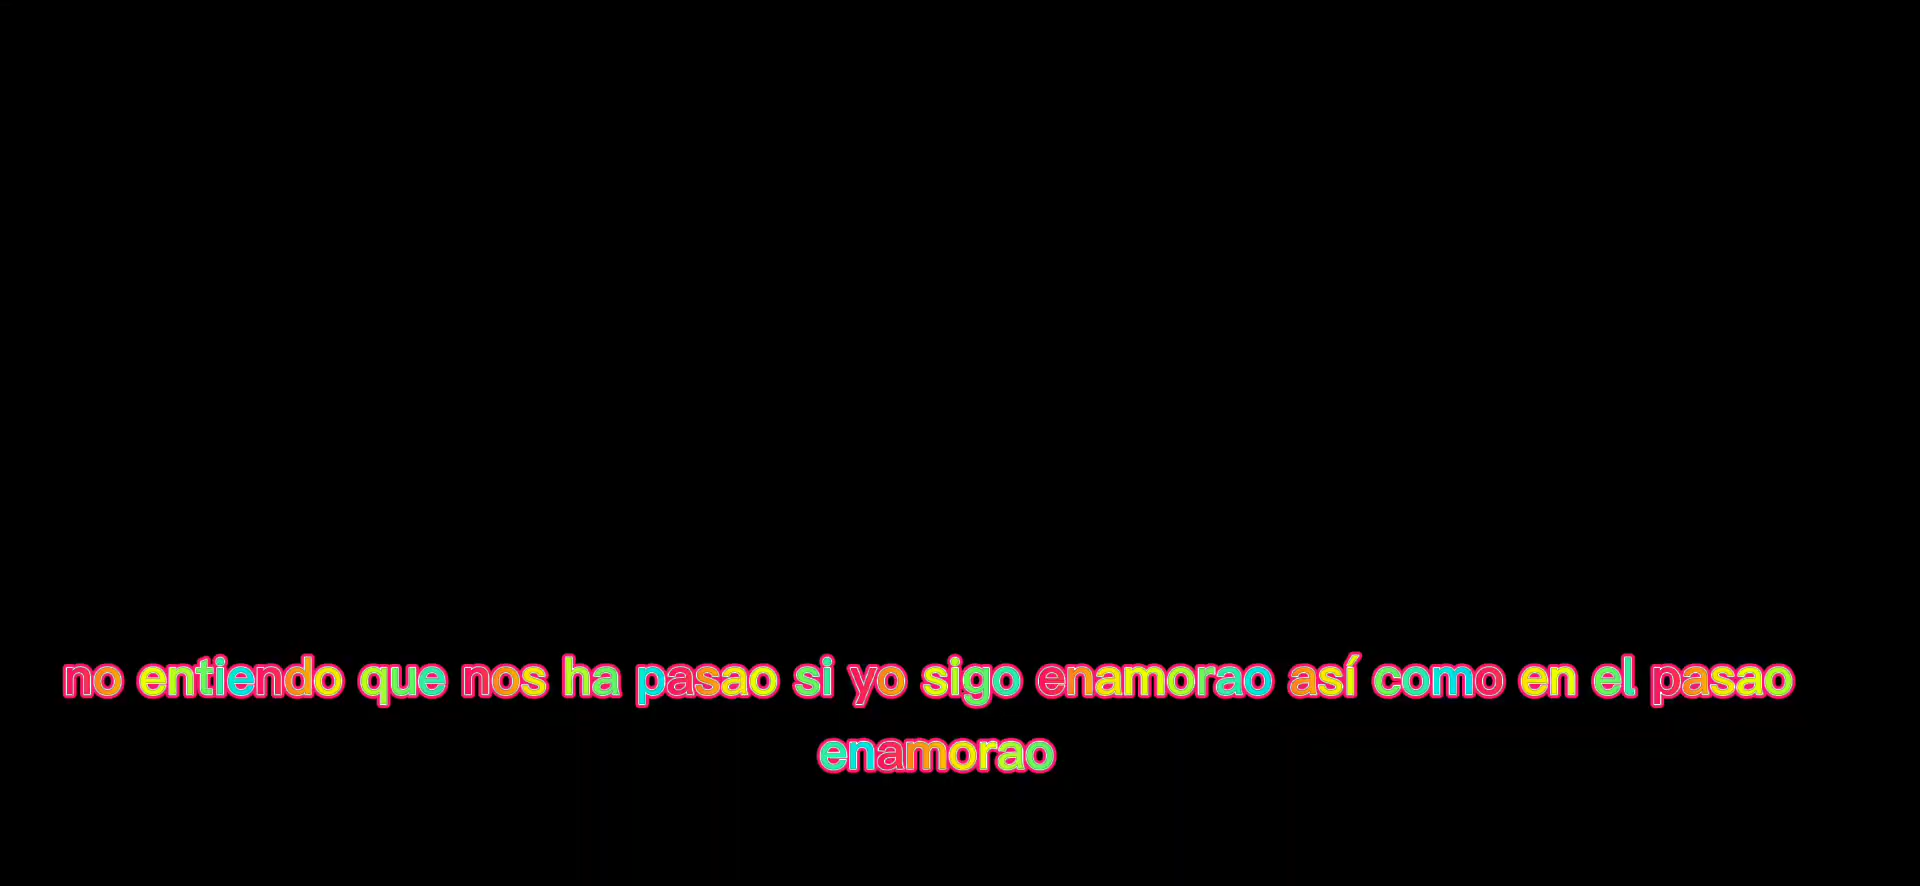 no entiendo que nos ha pasao si yo sigo enamorao así como en el pasao
enamorao